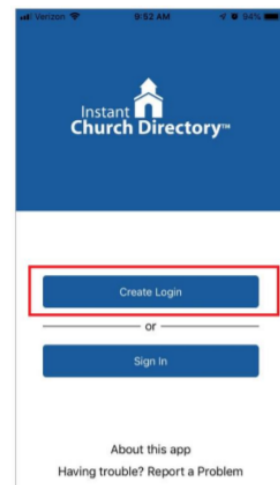 Verizon 9:52 AM 94%
Instant
Church Directory™
Create Login
or
Sign In
About this app
Having trouble? Report a Problem